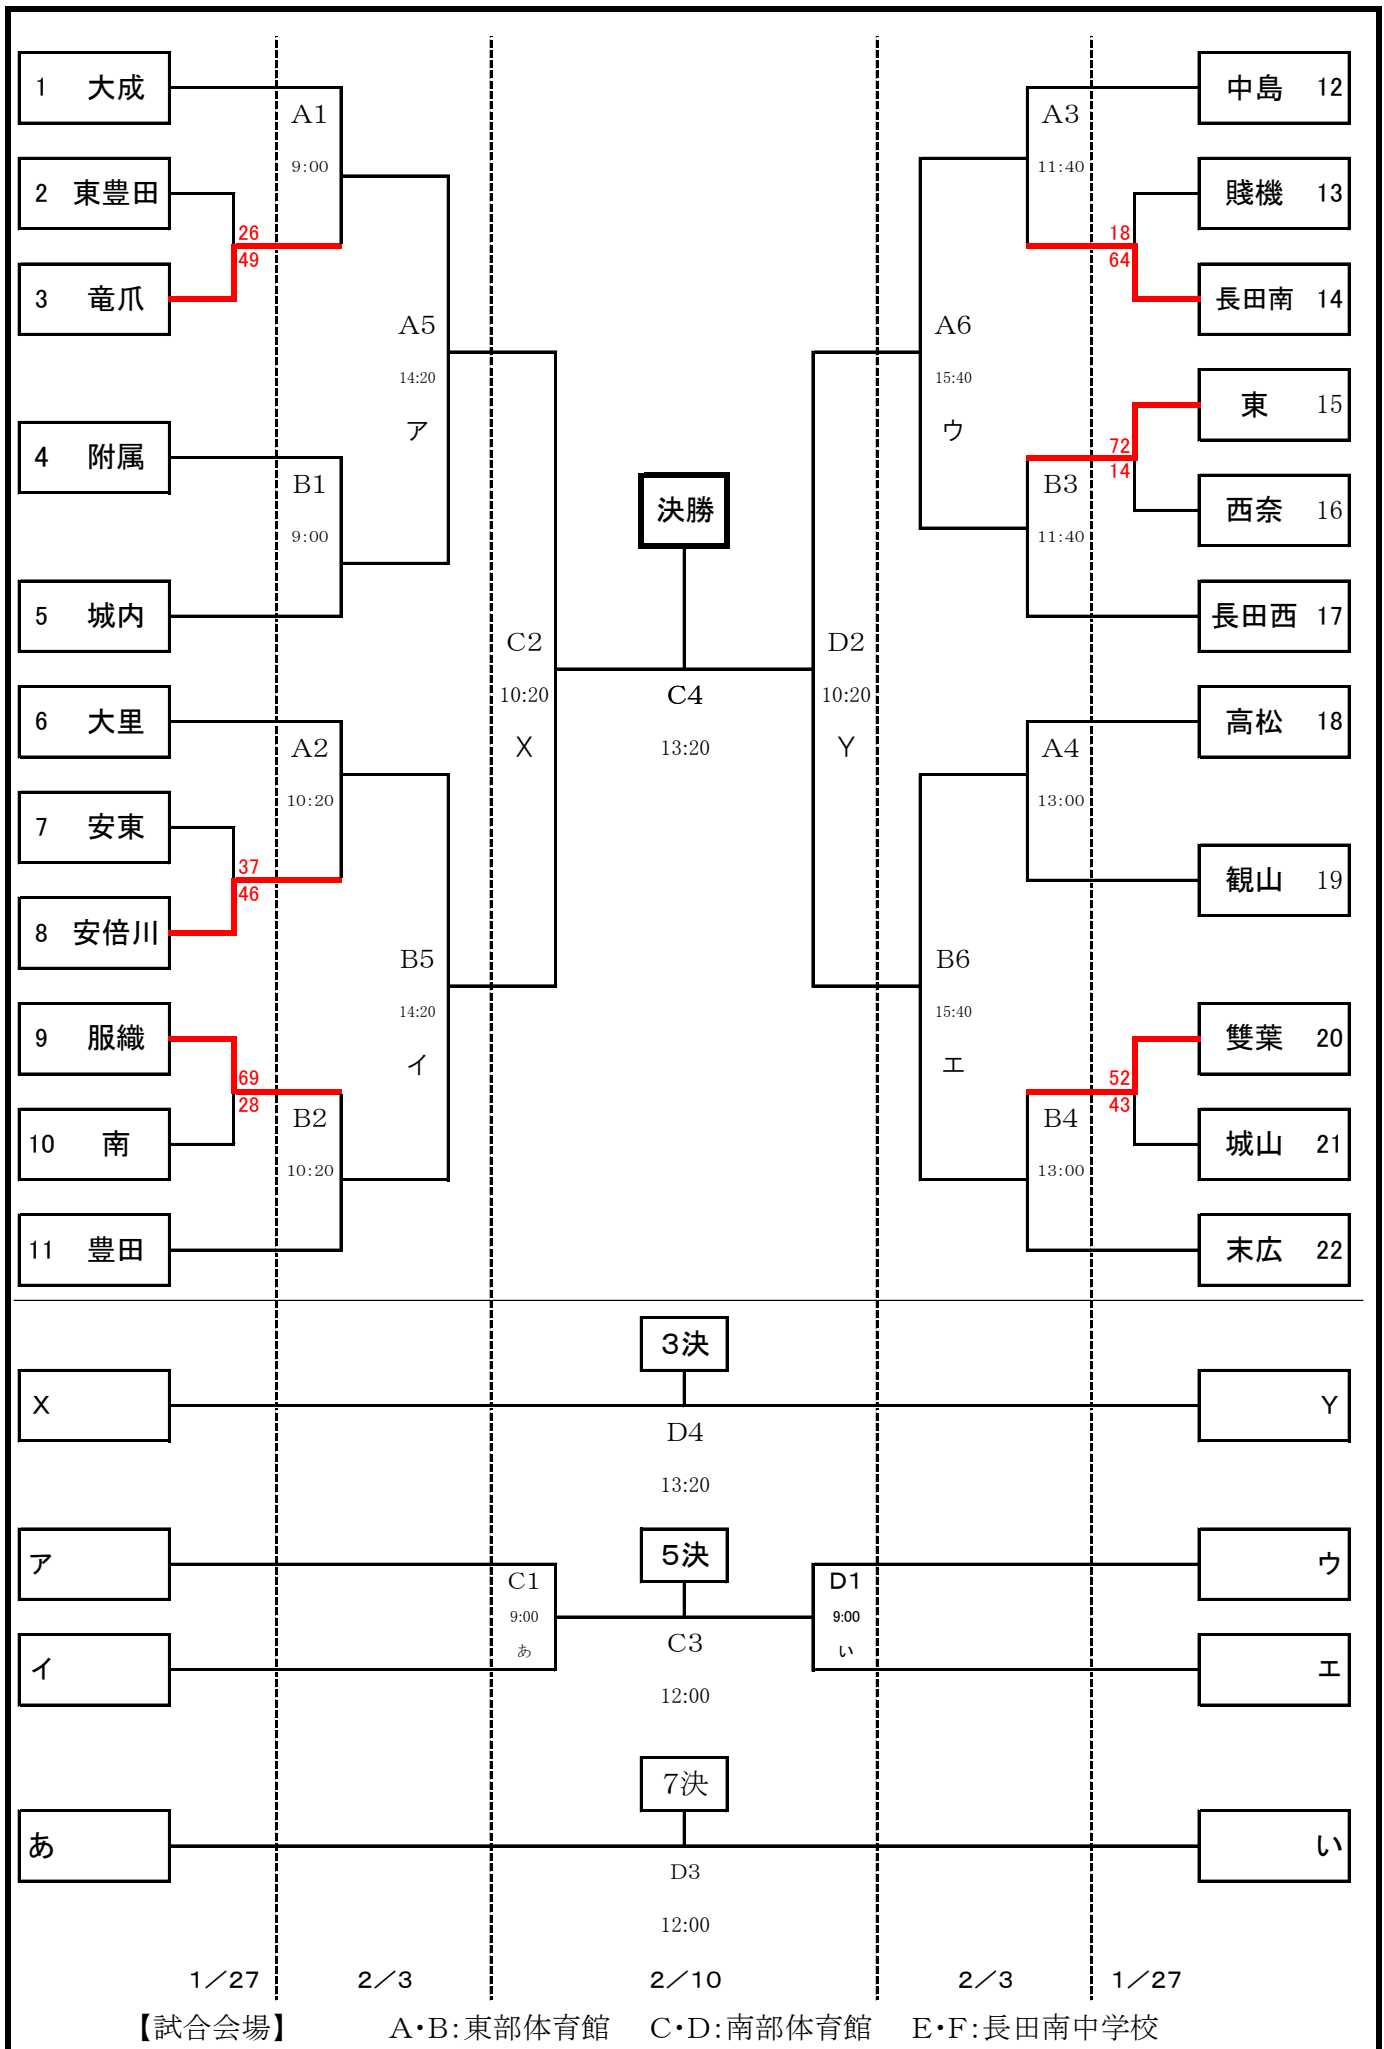 1 大成
A1
9:00
2 東豊田
26
49
3 竜爪
A5
14:20
ア
4 附属
B1
9:00
5 城内
6 大里
A2
10:20
7 安東
37
46
8 安倍川
B5
14:20
イ
9 服織
69
28
10 南
B2
10:20
11 豊田
C2
10:20
X
決勝
C4
13:20
D2
10:20
Y
中島 12
A3
11:40
賤機 13
18
64
長田南 14
A6
15:40
ウ
東 15
72
14
西奈 16
B3
11:40
長田西 17
高松 18
A4
13:00
観山 19
B6
15:40
エ
雙葉 20
52
43
城山 21
B4
13:00
末広 22
3決
X
Y
D4
13:20
ア
イ
C1
9:00
あ
5決
C3
12:00
D1
9:00
い
ウ
エ
7決
あ
い
D3
12:00
1/27 2/3 2/10 2/3 1/27
【試合会場】 A・B:東部体育館 C・D:南部体育館 E・F:長田南中学校